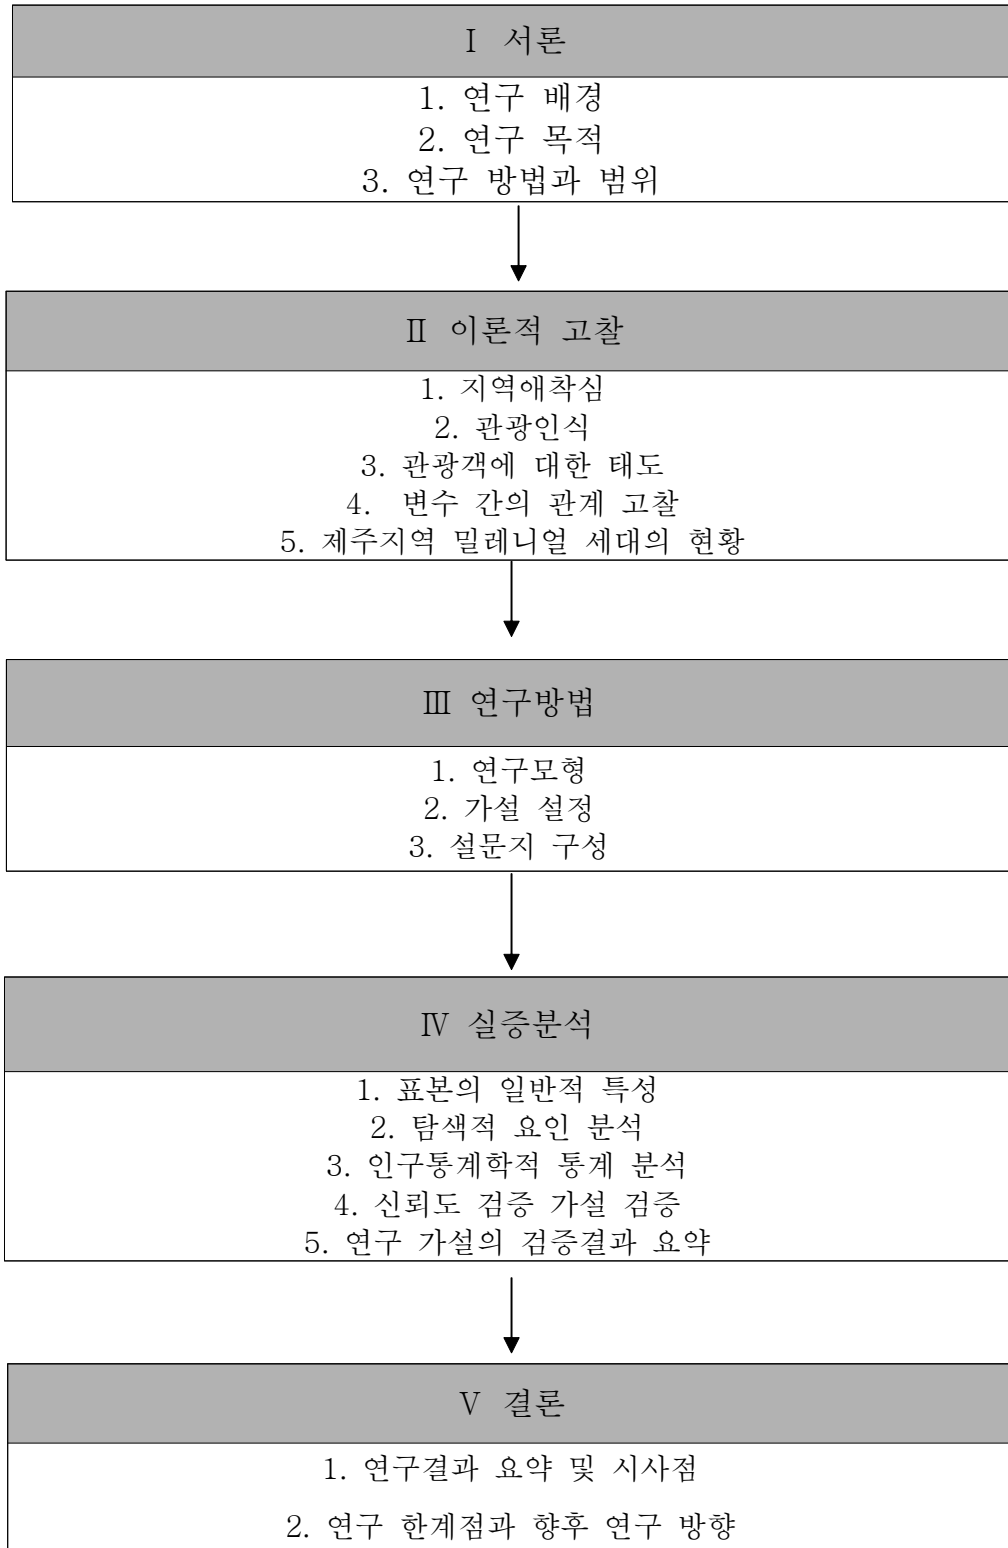 Ⅰ 서론
1. 연구 배경
2. 연구 목적
3. 연구 방법과 범위
Ⅱ 이론적 고찰
1. 지역애착심
2. 관광인식
3. 관광객에 대한 태도
4. 변수 간의 관계 고찰
5. 제주지역 밀레니얼 세대의 현황
Ⅲ 연구방법
1. 연구모형
2. 가설 설정
3. 설문지 구성
Ⅳ 실증분석
1. 표본의 일반적 특성
2. 탐색적 요인 분석
3. 인구통계학적 통계 분석
4. 신뢰도 검증 가설 검증
5. 연구 가설의 검증결과 요약
Ⅴ 결론
1. 연구결과 요약 및 시사점
2. 연구 한계점과 향후 연구 방향